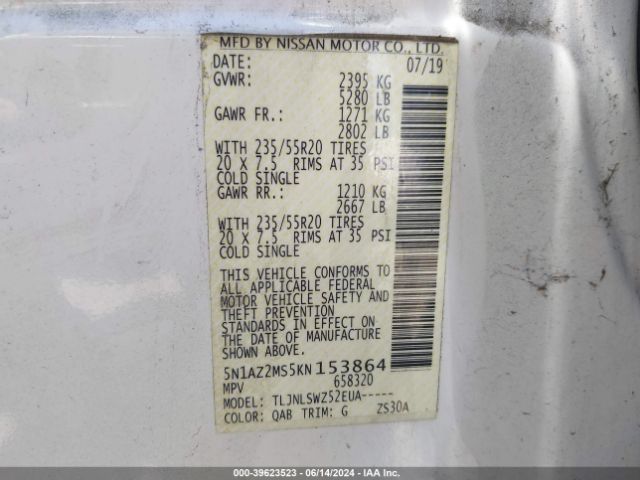 MFD BY NISSAN MOTOR CO., LTD.
DATE: 07/19
GVWR: 2395 KG
5280 LB
GAWR FR.: 1271 KG
2802 LB
WITH 235/55R20 TIRES
20 X 7.5 RIMS AT 35 PSI
COLD SINGLE
GAWR RR.: 1210 KG
2667 LB
WITH 235/55R20 TIRES
20 X 7.5 RIMS AT 35 PSI
COLD SINGLE
THIS VEHICLE CONFORMS TO
ALL APPLICABLE FEDERAL
MOTOR VEHICLE SAFETY AND
THEFT PREVENTION
STANDARDS IN EFFECT ON
THE DATE OF MANUFACTURE
SHOWN ABOVE.
5N1AZ2MS5KN153864
MPV 658320
MODEL: TLJNLSWZ52EUA-----
COLOR: QAB TRIM: G ZS30A
000-39623523 - 06/14/2024 - IAA Inc.